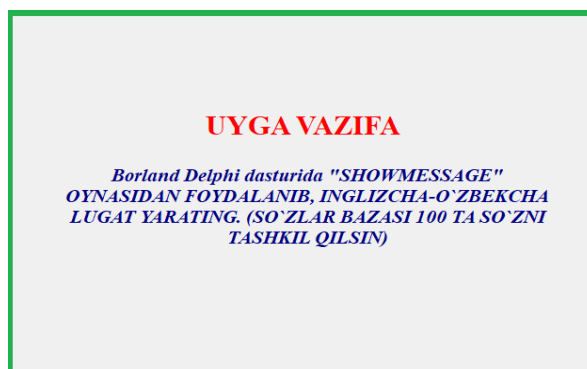 UYGA VAZIFA
Borland Delphi dasturida "SHOWMESSAGE"
OYNASIDAN FOYDALANIB, INGLIZCHA-O`ZBEKCHA
LUGAT YARATING. (SO`ZLAR BAZASI 100 TA SO`ZNI
TASHKIL QILSIN)